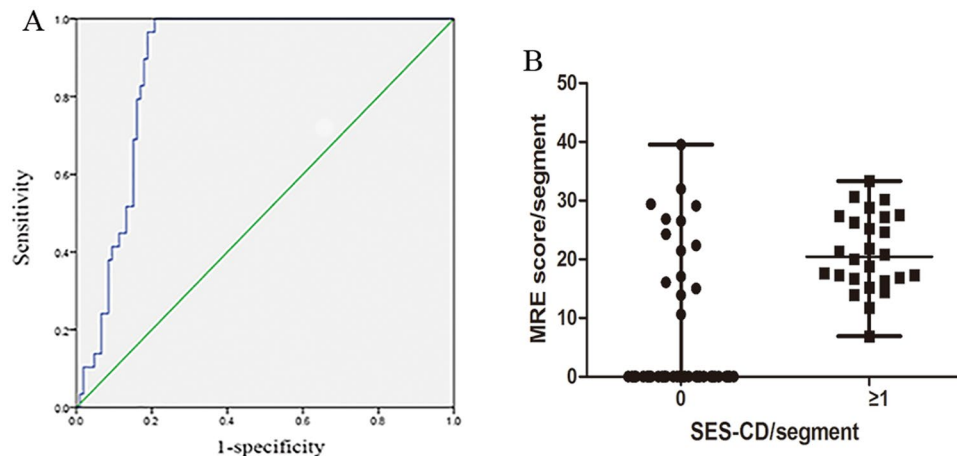 A
Sensitivity
1.0
0.8
0.6
0.4
0.2
0.0
0.0 0.2 0.4 0.6 0.8 1.0
1-specificity
B
MRE score/segment
50
40
30
20
10
0
0 ≥1
SES-CD/segment